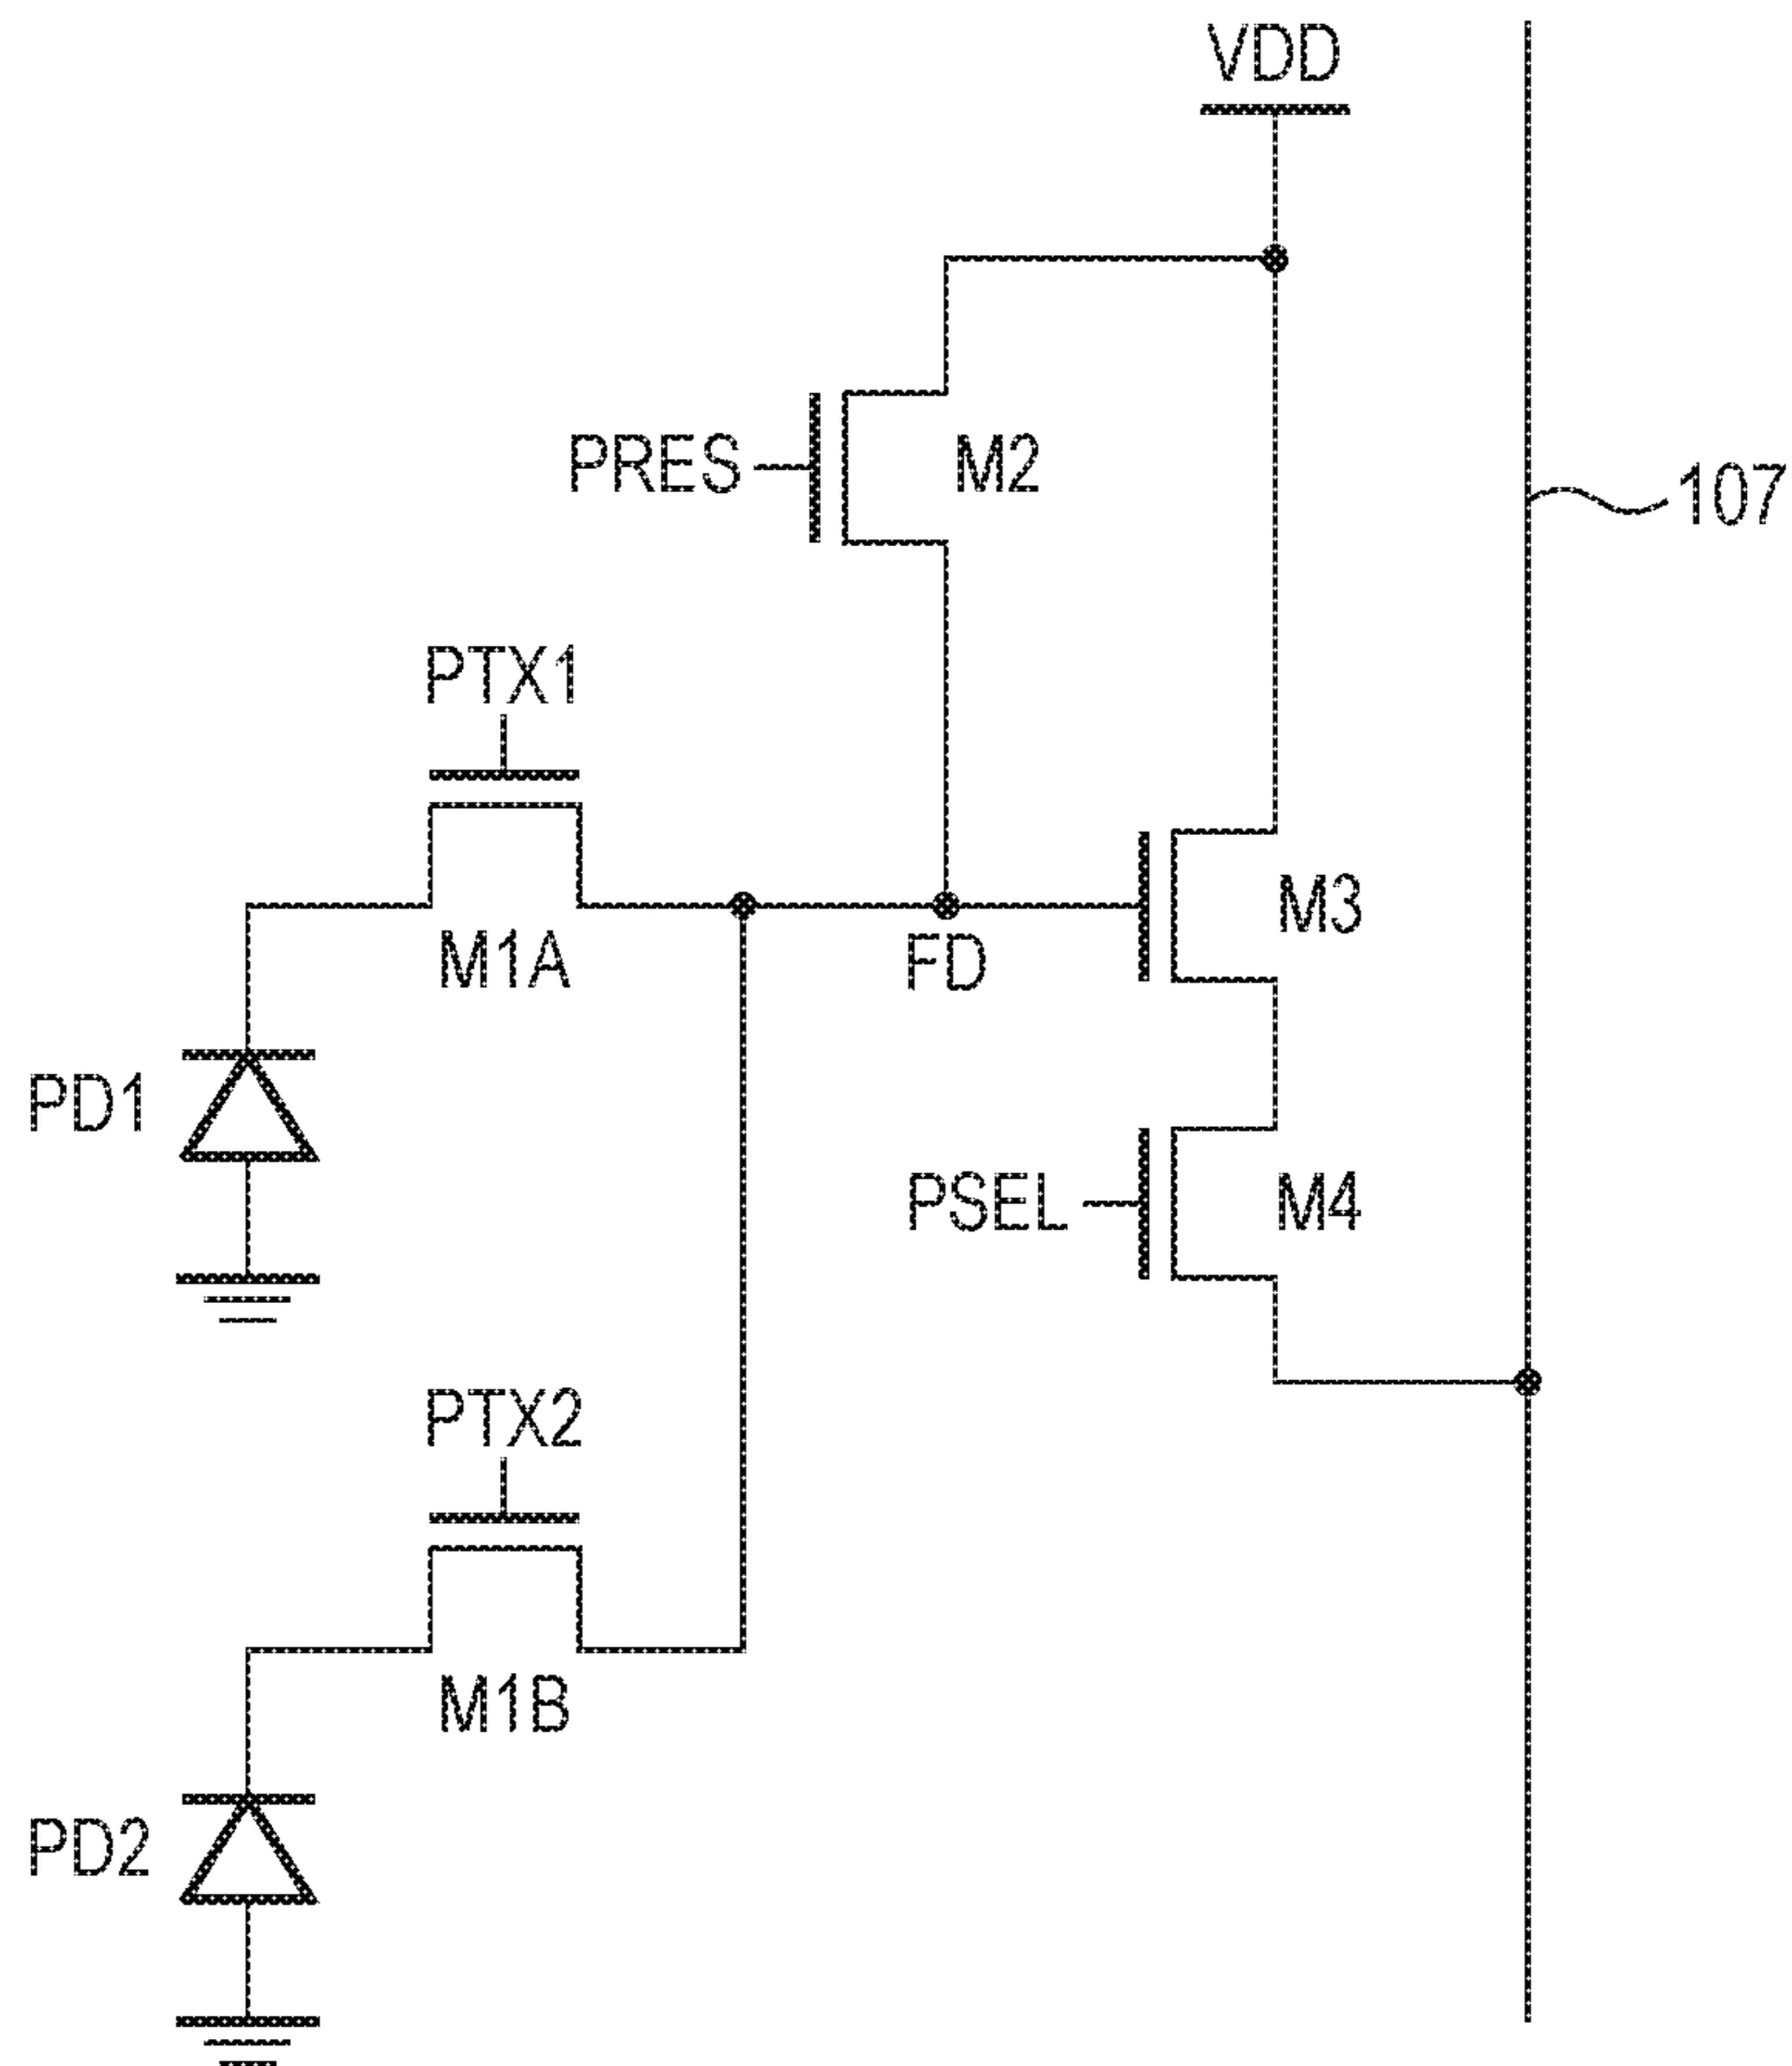 VDD
PRES
M2
107
PTX1
M1A
FD
M3
PD1
PSEL
M4
PTX2
M1B
PD2